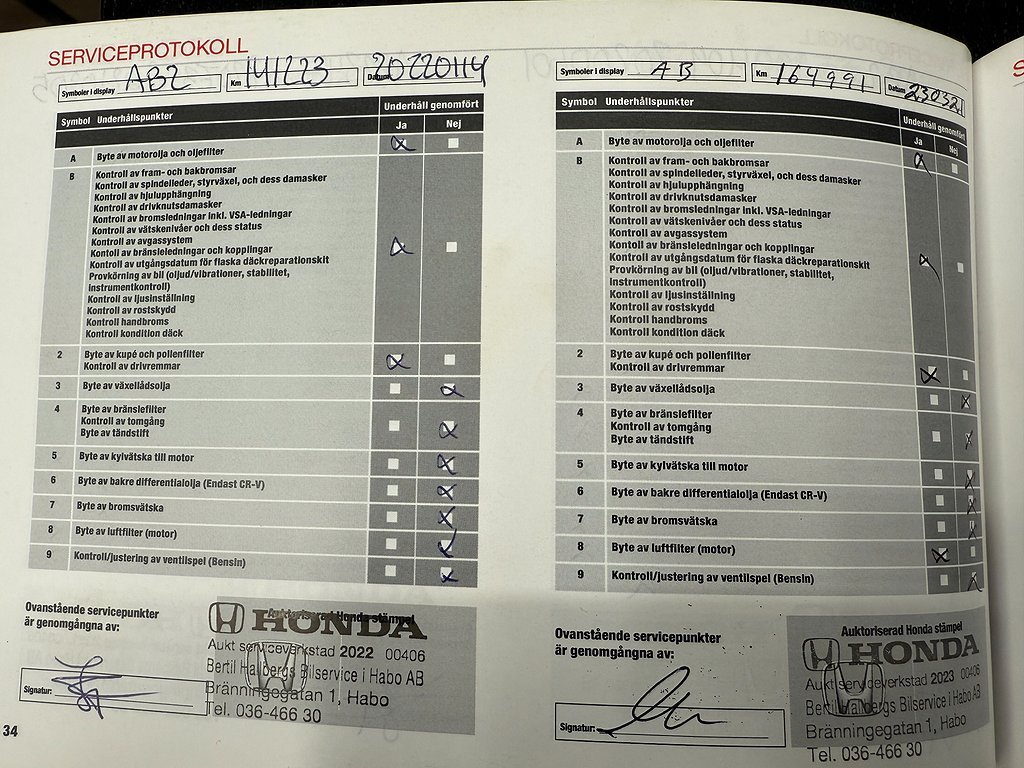 SERVICEPROTOKOLL
Symboler i display AB2 Km 141223 Datum 20220114
Symbol Underhållspunkter Underhåll genomfört
Ja Nej
A Byte av motorolja och oljefilter
B Kontroll av fram- och bakbromsar
Kontroll av spindelleder, styrväxel, och dess damasker
Kontroll av hjulupphängning
Kontroll av drivknutsdamasker
Kontroll av bromsledningar inkl. VSA-ledningar
Kontroll av vätskenivåer och dess status
Kontroll av avgassystem
Kontoll av bränsleledningar och kopplingar
Kontroll av utgångsdatum för flaska däckreparationskit
Provkörning av bil (oljud/vibrationer, stabilitet,
Instrumentkontroll)
Kontroll av ljusinställning
Kontroll av rostskydd
Kontroll handbroms
Kontroll kondition däck
2 Byte av kupé och pollenfilter
Kontroll av drivremmar
3 Byte av växellådsolja
4 Byte av bränslefilter
Kontroll av tomgång
Byte av tändstift
5 Byte av kylvätska till motor
6 Byte av bakre differentialolja (Endast CR-V)
7 Byte av bromsvätska
8 Byte av luftfilter (motor)
9 Kontroll/justering av ventilspel (Bensin)
Ovanstående servicepunkter
är genomgångna av:
Signatur:
Auktoriserad Honda stämpel
HONDA
Aukt serviceverkstad 2022 00406
Bertil Hallbergs Bilservice i Habo AB
Bränningegatan 1, Habo
Tel. 036-466 30
34
Symboler i display AB Km 164991 Datum 230321
Symbol Underhållspunkter Underhåll genomfört
Ja Nej
A Byte av motorolja och oljefilter
B Kontroll av fram- och bakbromsar
Kontroll av spindelleder, styrväxel, och dess damasker
Kontroll av hjulupphängning
Kontroll av drivknutsdamasker
Kontroll av bromsledningar inkl. VSA-ledningar
Kontroll av vätskenivåer och dess status
Kontroll av avgassystem
Kontoll av bränsleledningar och kopplingar
Kontroll av utgångsdatum för flaska däckreparationskit
Provkörning av bil (oljud/vibrationer, stabilitet,
Instrumentkontroll)
Kontroll av ljusinställning
Kontroll av rostskydd
Kontroll handbroms
Kontroll kondition däck
2 Byte av kupé och pollenfilter
Kontroll av drivremmar
3 Byte av växellådsolja
4 Byte av bränslefilter
Kontroll av tomgång
Byte av tändstift
5 Byte av kylvätska till motor
6 Byte av bakre differentialolja (Endast CR-V)
7 Byte av bromsvätska
8 Byte av luftfilter (motor)
9 Kontroll/justering av ventilspel (Bensin)
Ovanstående servicepunkter
är genomgångna av:
Signatur:
Auktoriserad Honda stämpel
HONDA
Aukt serviceverkstad 2023 00406
Bertil Hallbergs Bilservice i Habo AB
Bränningegatan 1, Habo
Tel. 036-466 30